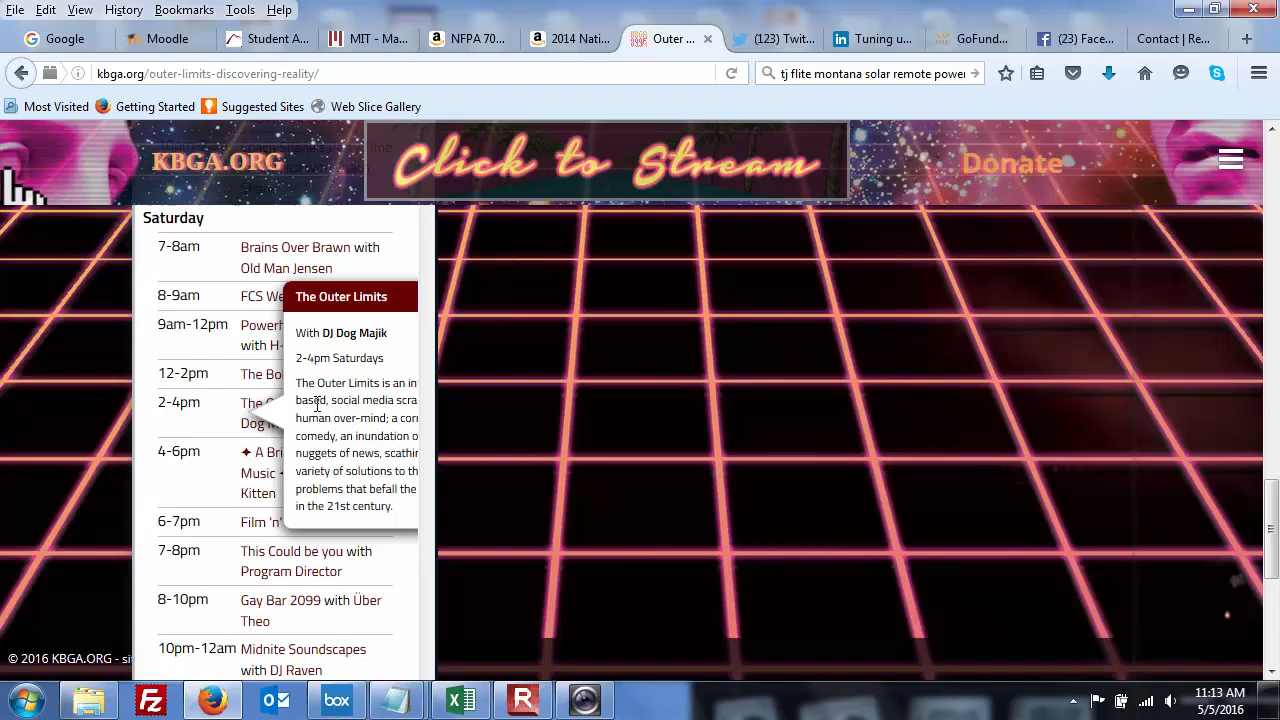 File Edit View History Bookmarks Tools Help
Google Moodle Student A... MIT - Ma... NFPA 70... 2014 Nati... Outer ... (123) Twit... Tuning u... GoFund... (23) Face... Contact | Re...
kbga.org/outer-limits-discovering-reality/ tj flite montana solar remote power
Most Visited Getting Started Suggested Sites Web Slice Gallery
KBGA.ORG Click to Stream Donate
Saturday
7-8am Brains Over Brawn with
Old Man Jensen
8-9am FCS We
The Outer Limits
9am-12pm Powerh
With DJ Dog Majik
with H-
2-4pm Saturdays
12-2pm The Bo
The Outer Limits is an in
2-4pm The O
based, social media scra
human over-mind; a cor
Dog
comedy, an inundation o
4-6pm ✦ A Bri
nuggets of news, scathin
Music
variety of solutions to th
problems that befall the
Kitten
in the 21st century.
6-7pm Film 'n'
7-8pm This Could be you with
Program Director
8-10pm Gay Bar 2099 with Über
Theo
10pm-12am Midnite Soundscapes
with DJ Raven
© 2016 KBGA.ORG - si
11:13 AM
5/5/2016